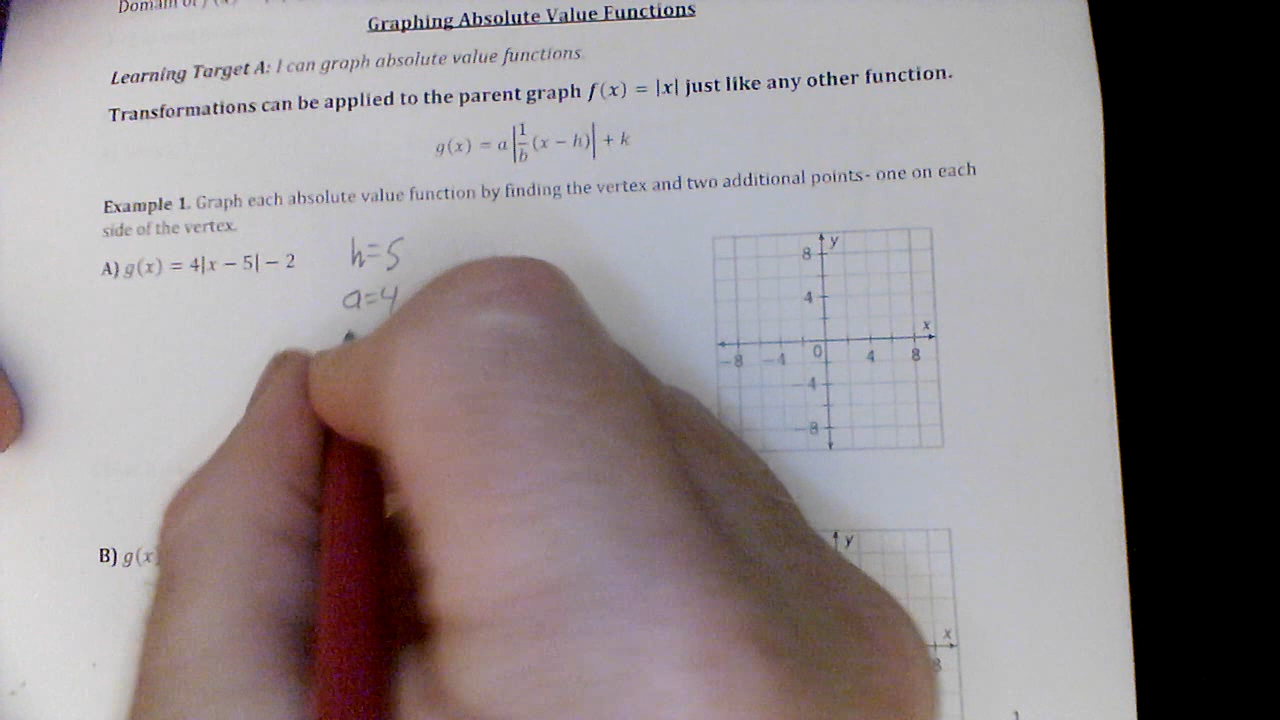 Domain of
Graphing Absolute Value Functions
Learning Target A: I can graph absolute value functions.
Transformations can be applied to the parent graph f(x) = |x| just like any other function.
g(x) = a |1/b (x − h)| + k
Example 1. Graph each absolute value function by finding the vertex and two additional points- one on each
side of the vertex.
A) g(x) = 4|x − 5| − 2
h=5
a=4
y
8
4
x
−8 −4 0 4 8
−4
−8
B) g(x)
y
x
8